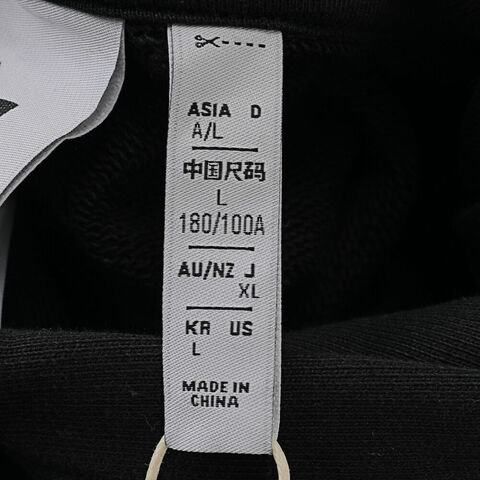 ASIA D
A/L
中国尺码
L
180/100A
AU/NZ J
XL
KR US
L
MADE IN
CHINA